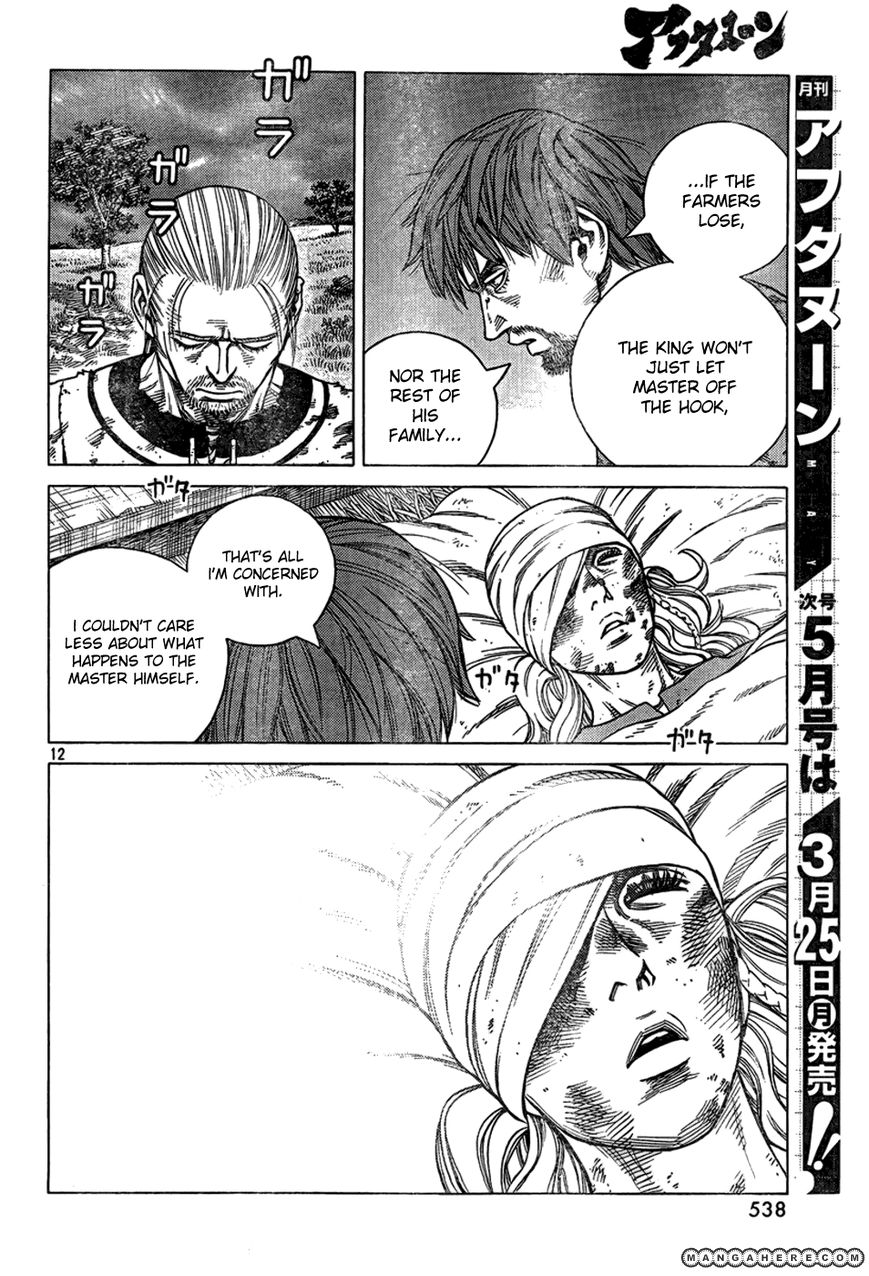 アフタヌーン
月刊
アフタヌーン
MAY
次号5月号は3月25日月発売!!
...IF THE
FARMERS
LOSE,
THE KING WON'T
JUST LET
MASTER OFF
THE HOOK,
NOR THE
REST OF
HIS
FAMILY...
ガラ
ガラ
ガラ
ガータ
THAT'S ALL
I'M CONCERNED
WITH.
I COULDN'T CARE
LESS ABOUT WHAT
HAPPENS TO THE
MASTER HIMSELF.
ガタ
ガータ
12
538
MANGAHERE.COM